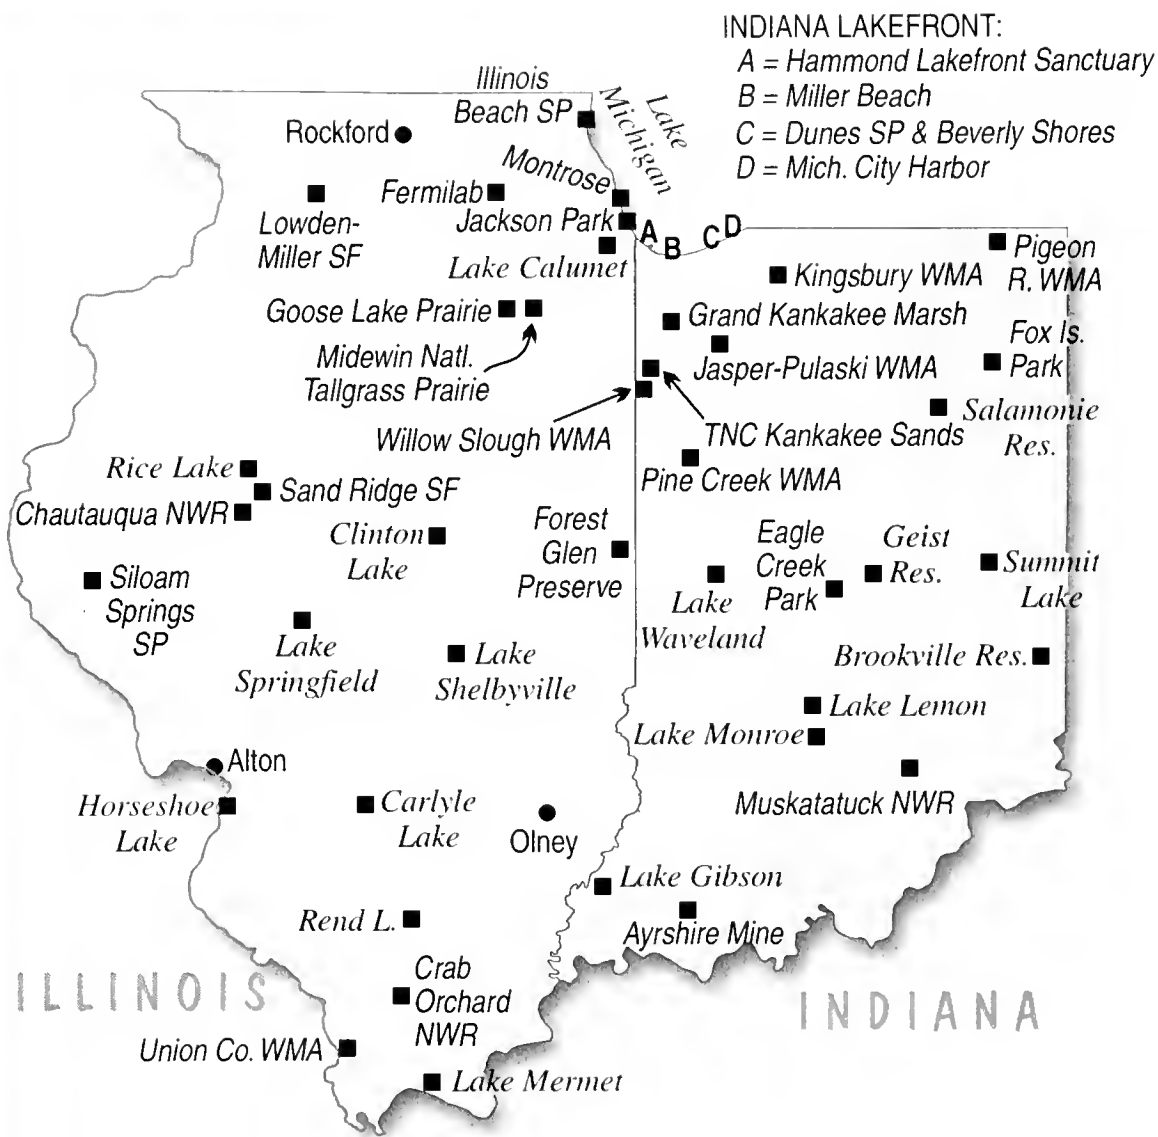 INDIANA LAKEFRONT:
A = Hammond Lakefront Sanctuary
B = Miller Beach
C = Dunes SP & Beverly Shores
D = Mich. City Harbor
Illinois
Beach SP
Lake
Michigan
Rockford
Montrose
Fermilab
Jackson Park
Lowden-
Miller SF
A
B
C
D
Lake Calumet
Pigeon
R. WMA
Kingsbury WMA
Goose Lake Prairie
Grand Kankakee Marsh
Fox Is.
Park
Midewin Natl.
Tallgrass Prairie
Jasper-Pulaski WMA
Willow Slough WMA
TNC Kankakee Sands
Salamonie
Res.
Rice Lake
Sand Ridge SF
Pine Creek WMA
Chautauqua NWR
Clinton
Lake
Forest
Glen
Preserve
Eagle
Creek
Park
Geist
Res.
Summit
Lake
Siloam
Springs
SP
Lake
Waveland
Lake
Springfield
Lake
Shelbyville
Brookville Res.
Lake Lemon
Lake Monroe
Alton
Muskatatuck NWR
Horseshoe
Lake
Carlyle
Lake
Olney
Lake Gibson
Rend L.
Ayrshire Mine
ILLINOIS
Crab
Orchard
NWR
INDIANA
Union Co. WMA
Lake Mermet